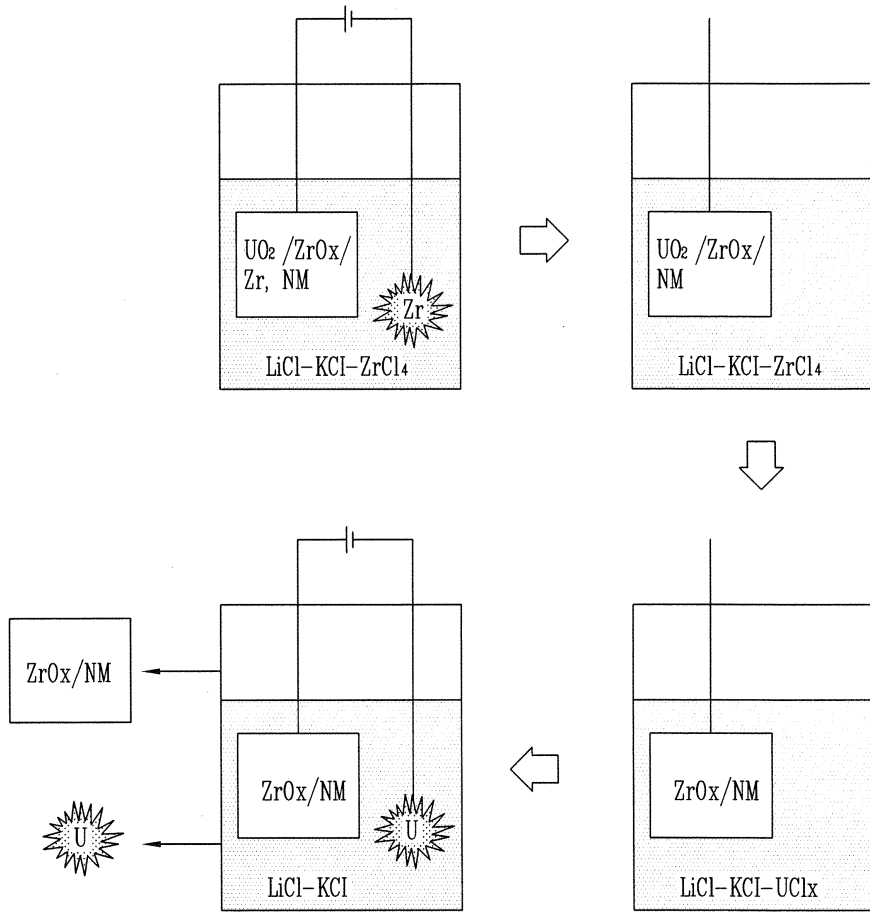 UO₂ /ZrOx/
Zr, NM
Zr
LiCl-KCl-ZrCl₄
UO₂ /ZrOx/
NM
LiCl-KCl-ZrCl₄
ZrOx/NM
U
ZrOx/NM
U
LiCl-KCl
ZrOx/NM
LiCl-KCl-UClx